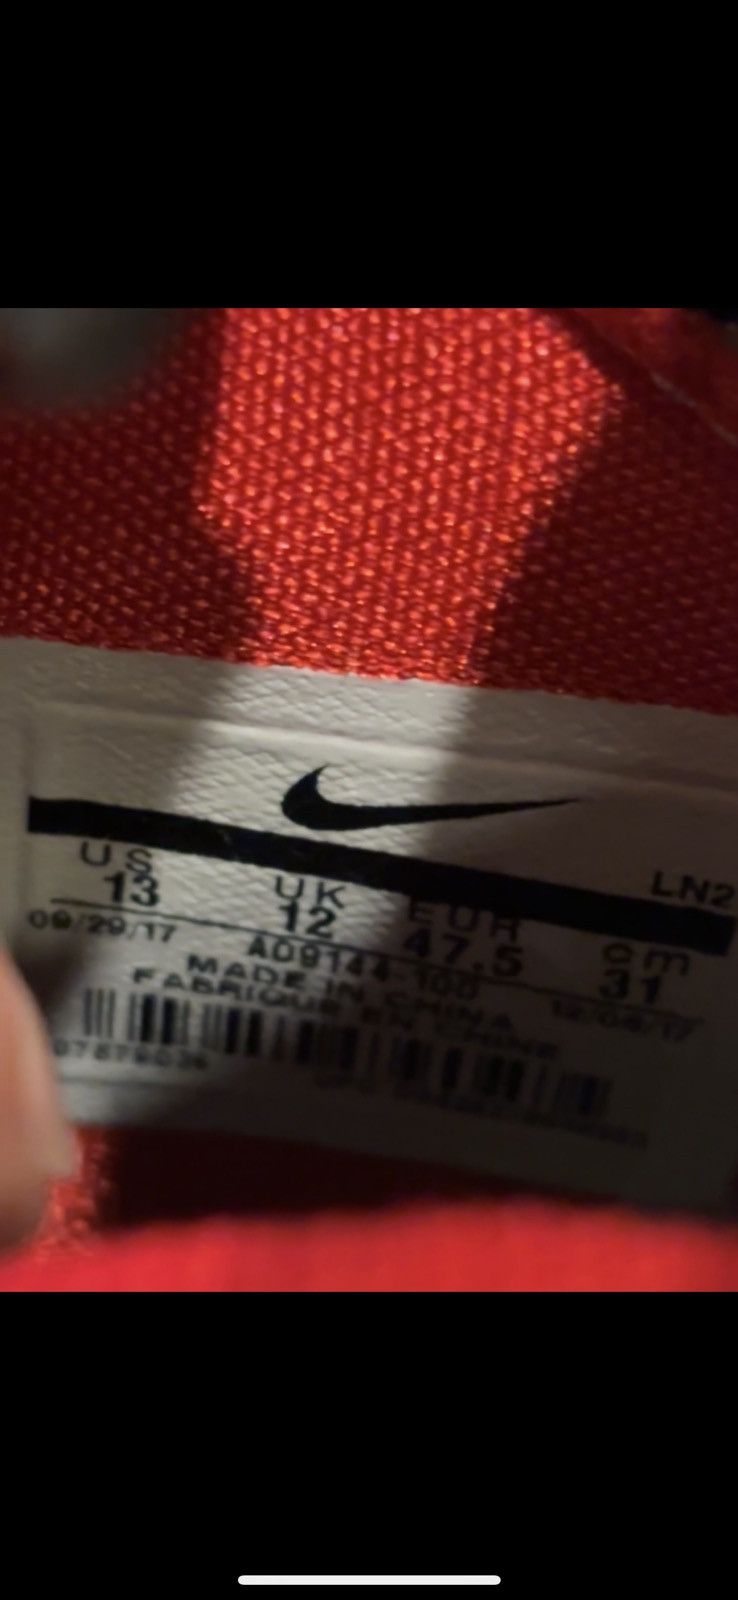 LN2
US UK EUR cm
13 12 47.5 31
09/29/17 12/08/17
AO9144-100
MADE IN CHINA
FABRIQUE EN CHINE